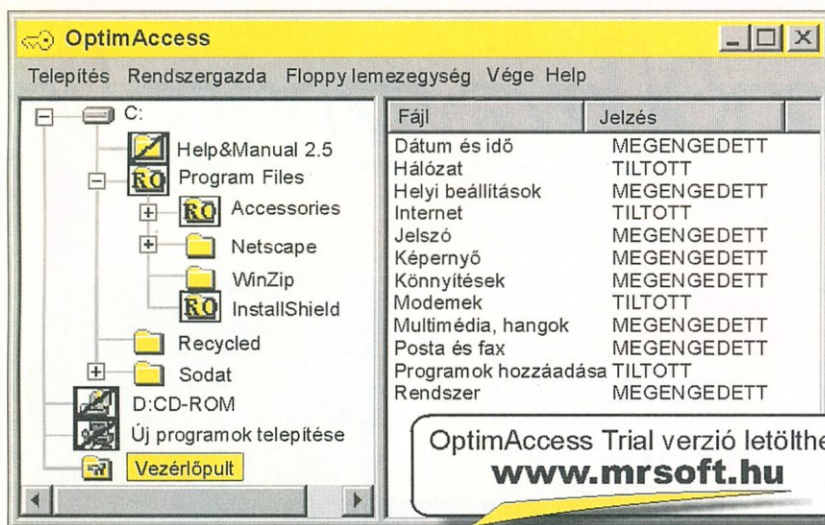 OptimAccess
Telepítés Rendszergazda Floppy lemezegység Vége Help
C:
Help&Manual 2.5
RO Program Files
RO Accessories
Netscape
WinZip
RO InstallShield
Recycled
Sodat
D:CD-ROM
Új programok telepítése
Vezérlőpult
Fájl Jelzés
Dátum és idő MEGENGEDETT
Hálózat TILTOTT
Helyi beállítások MEGENGEDETT
Internet TILTOTT
Jelszó MEGENGEDETT
Képernyő MEGENGEDETT
Könnyítések MEGENGEDETT
Modemek TILTOTT
Multimédia, hangok MEGENGEDETT
Posta és fax MEGENGEDETT
Programok hozzáadása TILTOTT
Rendszer MEGENGEDETT
OptimAccess Trial verzió letölthe
www.mrsoft.hu